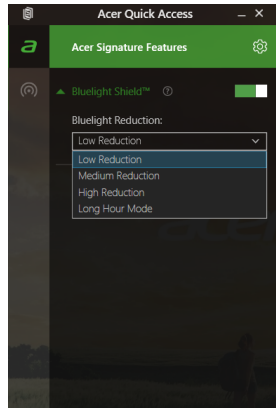 Acer Quick Access
Acer Signature Features
Bluelight Shield™
Bluelight Reduction:
Low Reduction
Low Reduction
Medium Reduction
High Reduction
Long Hour Mode